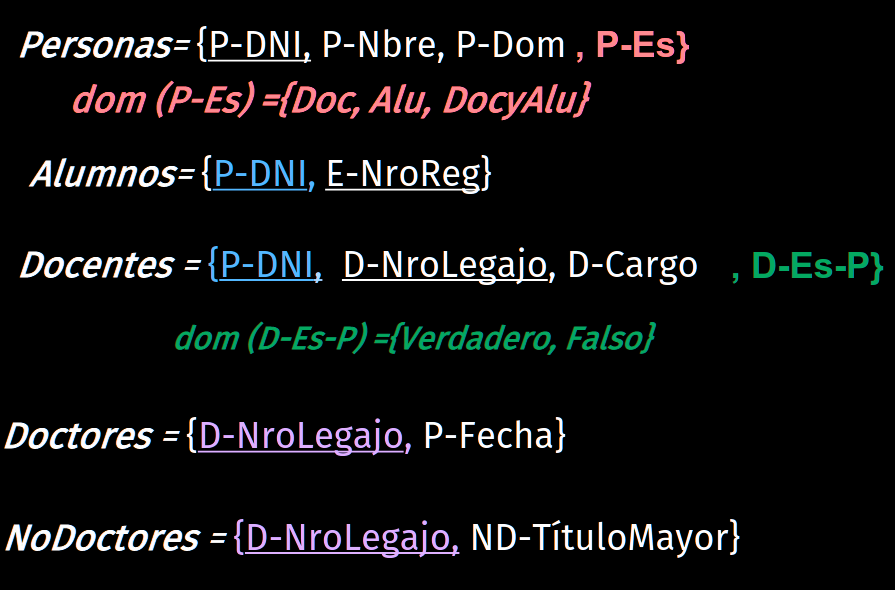 Personas= {P-DNI, P-Nbre, P-Dom , P-Es}
dom (P-Es) ={Doc, Alu, DocyAlu}
Alumnos= {P-DNI, E-NroReg}
Docentes = {P-DNI, D-NroLegajo, D-Cargo , D-Es-P}
dom (D-Es-P) ={Verdadero, Falso}
Doctores = {D-NroLegajo, P-Fecha}
NoDoctores = {D-NroLegajo, ND-TítuloMayor}